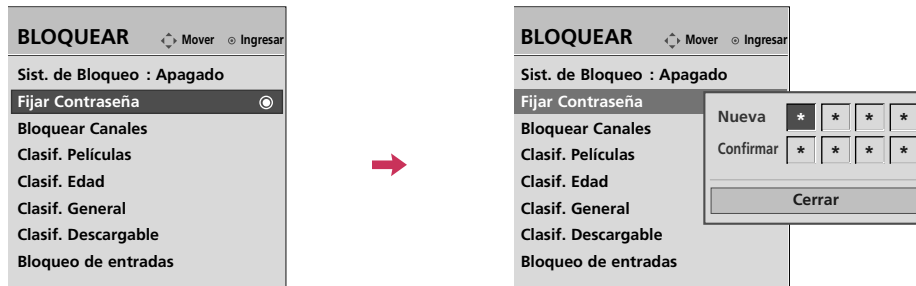 BLOQUEAR Mover Ingresar
Sist. de Bloqueo : Apagado
Fijar Contraseña
Bloquear Canales
Clasif. Películas
Clasif. Edad
Clasif. General
Clasif. Descargable
Bloqueo de entradas
BLOQUEAR Mover Ingresar
Sist. de Bloqueo : Apagado
Fijar Contraseña
Bloquear Canales
Clasif. Películas
Clasif. Edad
Clasif. General
Clasif. Descargable
Bloqueo de entradas
Nueva * * * *
Confirmar * * * *
Cerrar